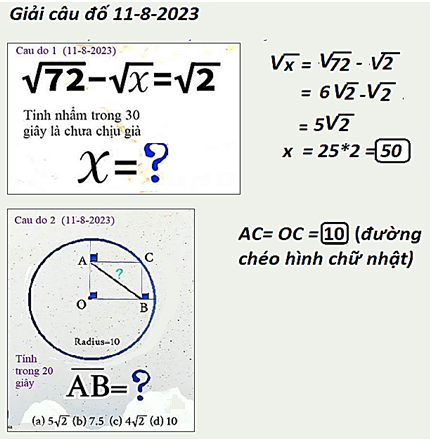 Giải câu đố 11-8-2023
Cau do 1 (11-8-2023)
√72-√x=√2
Tính nhẩm trong 30
giây là chưa chịu già
X=?
√x = √72 - √2
= 6√2-√2
= 5√2
x = 25*2 =50
Cau do 2 (11-8-2023)
A
C
?
O
B
Radius=10
Tính
trong 20
giây
AB=?
(a) 5√2 (b) 7.5 (c) 4√2 (d) 10
AC= OC =10 (đường
chéo hình chữ nhật)